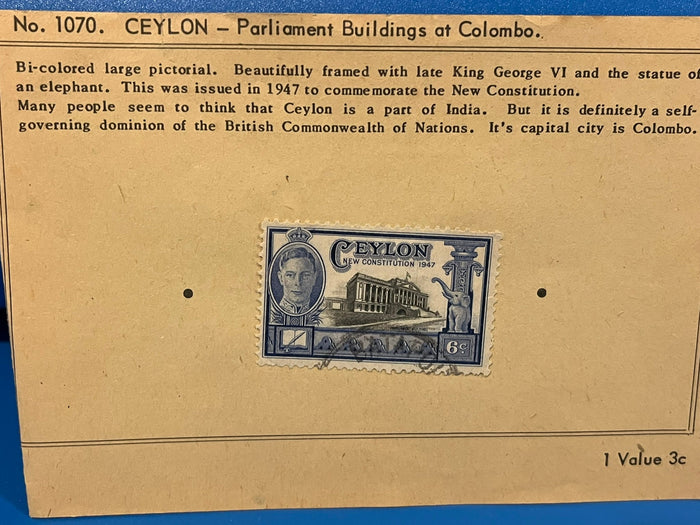 No. 1070. CEYLON – Parliament Buildings at Colombo..
Bi-colored large pictorial. Beautifully framed with late King George VI and the statue of
an elephant. This was issued in 1947 to commemorate the New Constitution.
Many people seem to think that Ceylon is a part of India. But it is definitely a self-
governing dominion of the British Commonwealth of Nations. It's capital city is Colombo.
CEYLON
NEW CONSTITUTION 1947
6c
1 Value 3c